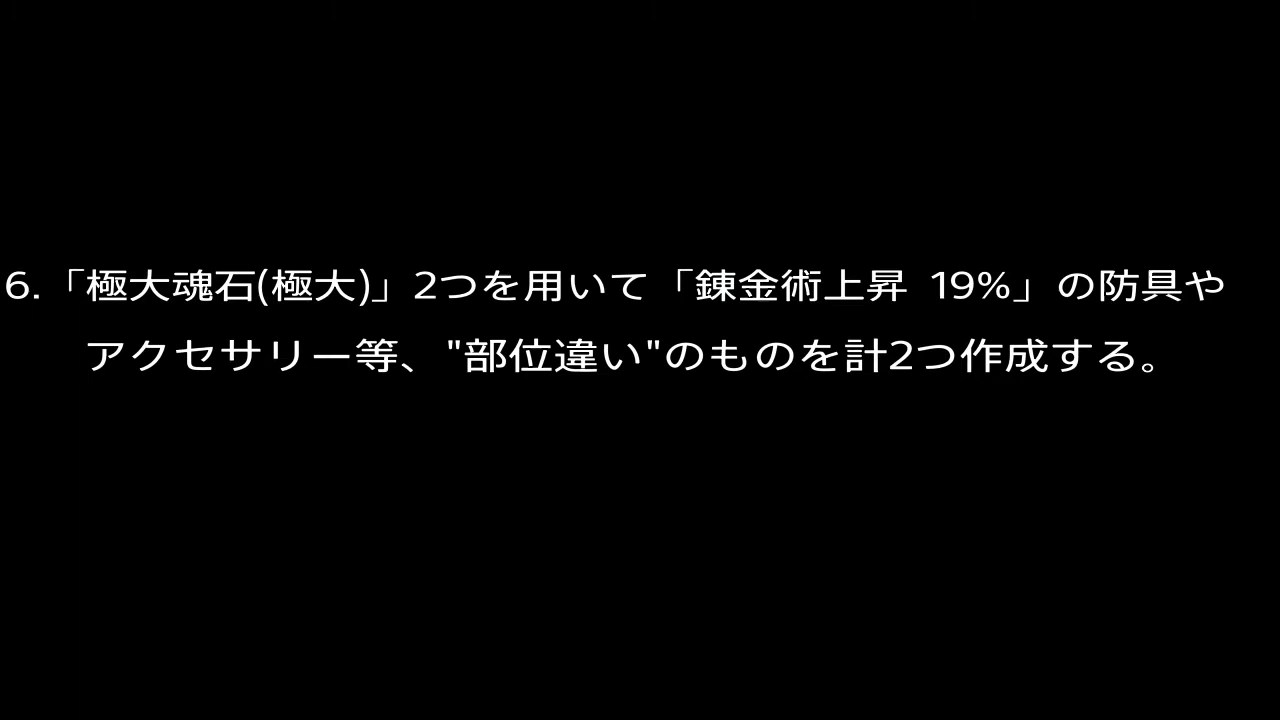 6.「極大魂石(極大)」2つを用いて「錬金術上昇 19%」の防具や
アクセサリー等、"部位違い"のものを計2つ作成する。